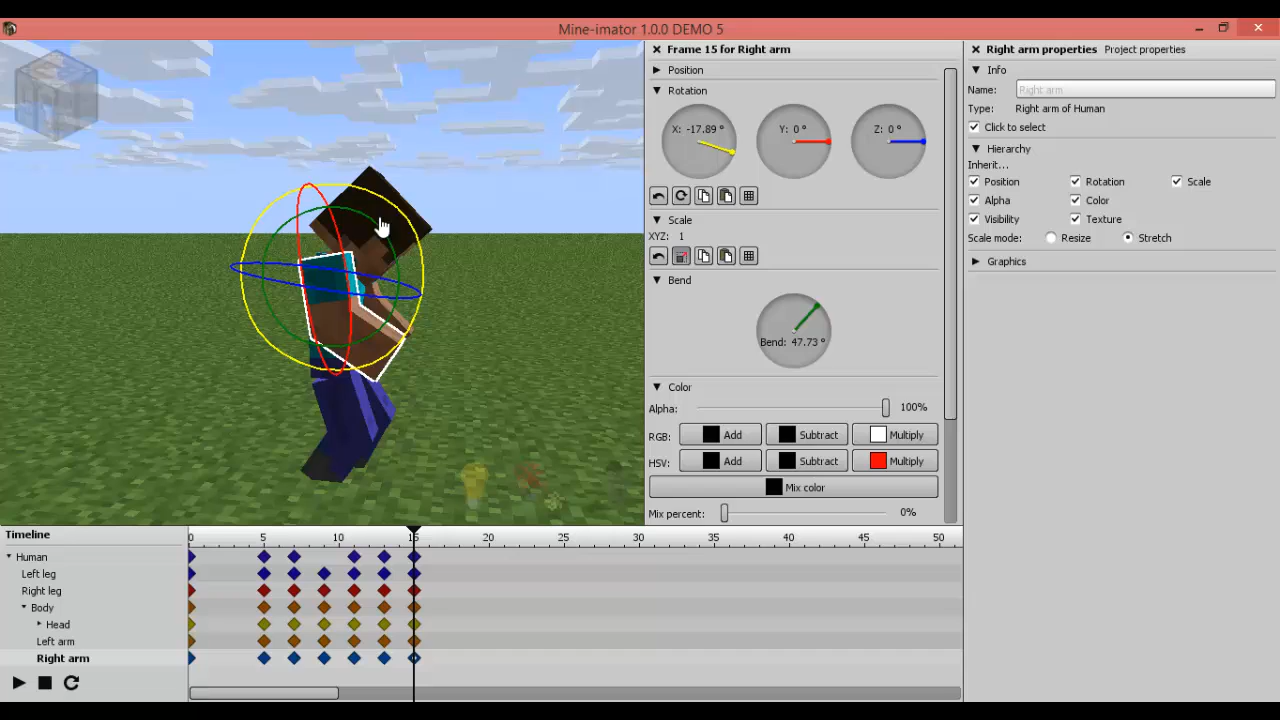 Mine-imator 1.0.0 DEMO 5
Frame 15 for Right arm
Position
Rotation
X: -17.89 °
Y: 0 °
Z: 0 °
Scale
XYZ: 1
Bend
Bend: 47.73 °
Color
Alpha:
100%
RGB:
Add
Subtract
Multiply
HSV:
Add
Subtract
Multiply
Mix color
Mix percent:
0%
Right arm properties
Project properties
Info
Name:
Right arm
Type:
Right arm of Human
Click to select
Hierarchy
Inherit...
Position
Rotation
Scale
Alpha
Color
Visibility
Texture
Scale mode:
Resize
Stretch
Graphics
Timeline
0 5 10 15 20 25 30 35 40 45 50
Human
Left leg
Right leg
Body
Head
Left arm
Right arm